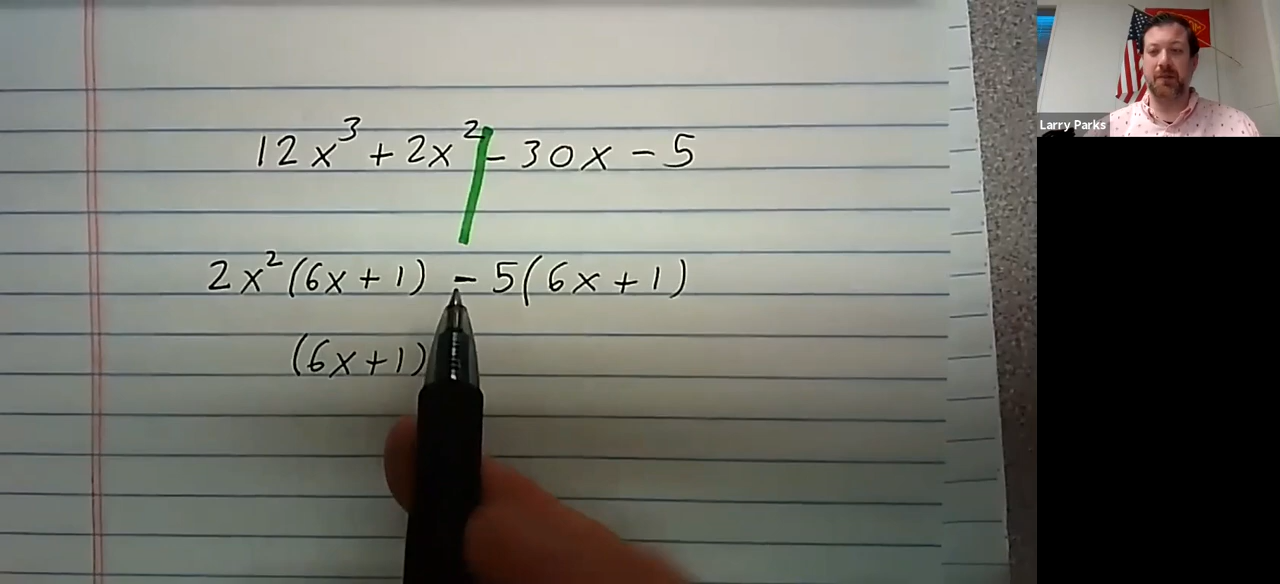 12x³ + 2x² - 30x - 5
2x²(6x + 1) - 5(6x + 1)
(6x + 1)
Larry Parks